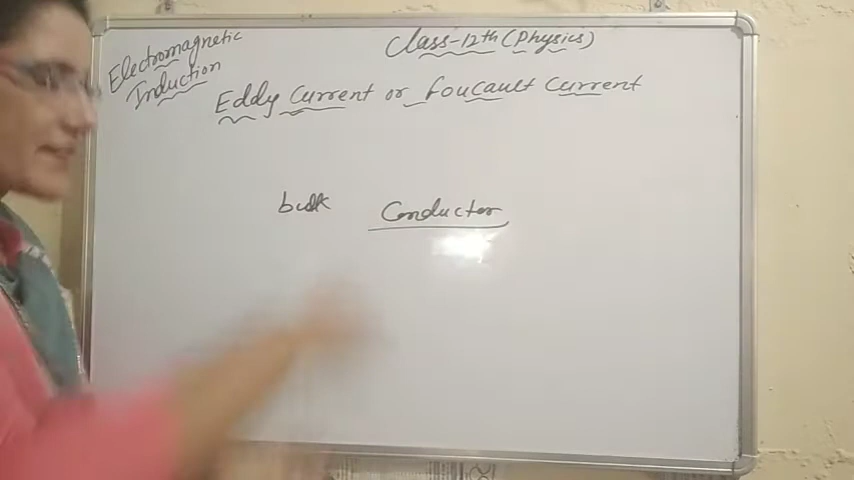 Electromagnetic
Induction
Class-12th (Physics)
Eddy Current or Foucault Current
bulk Conductor